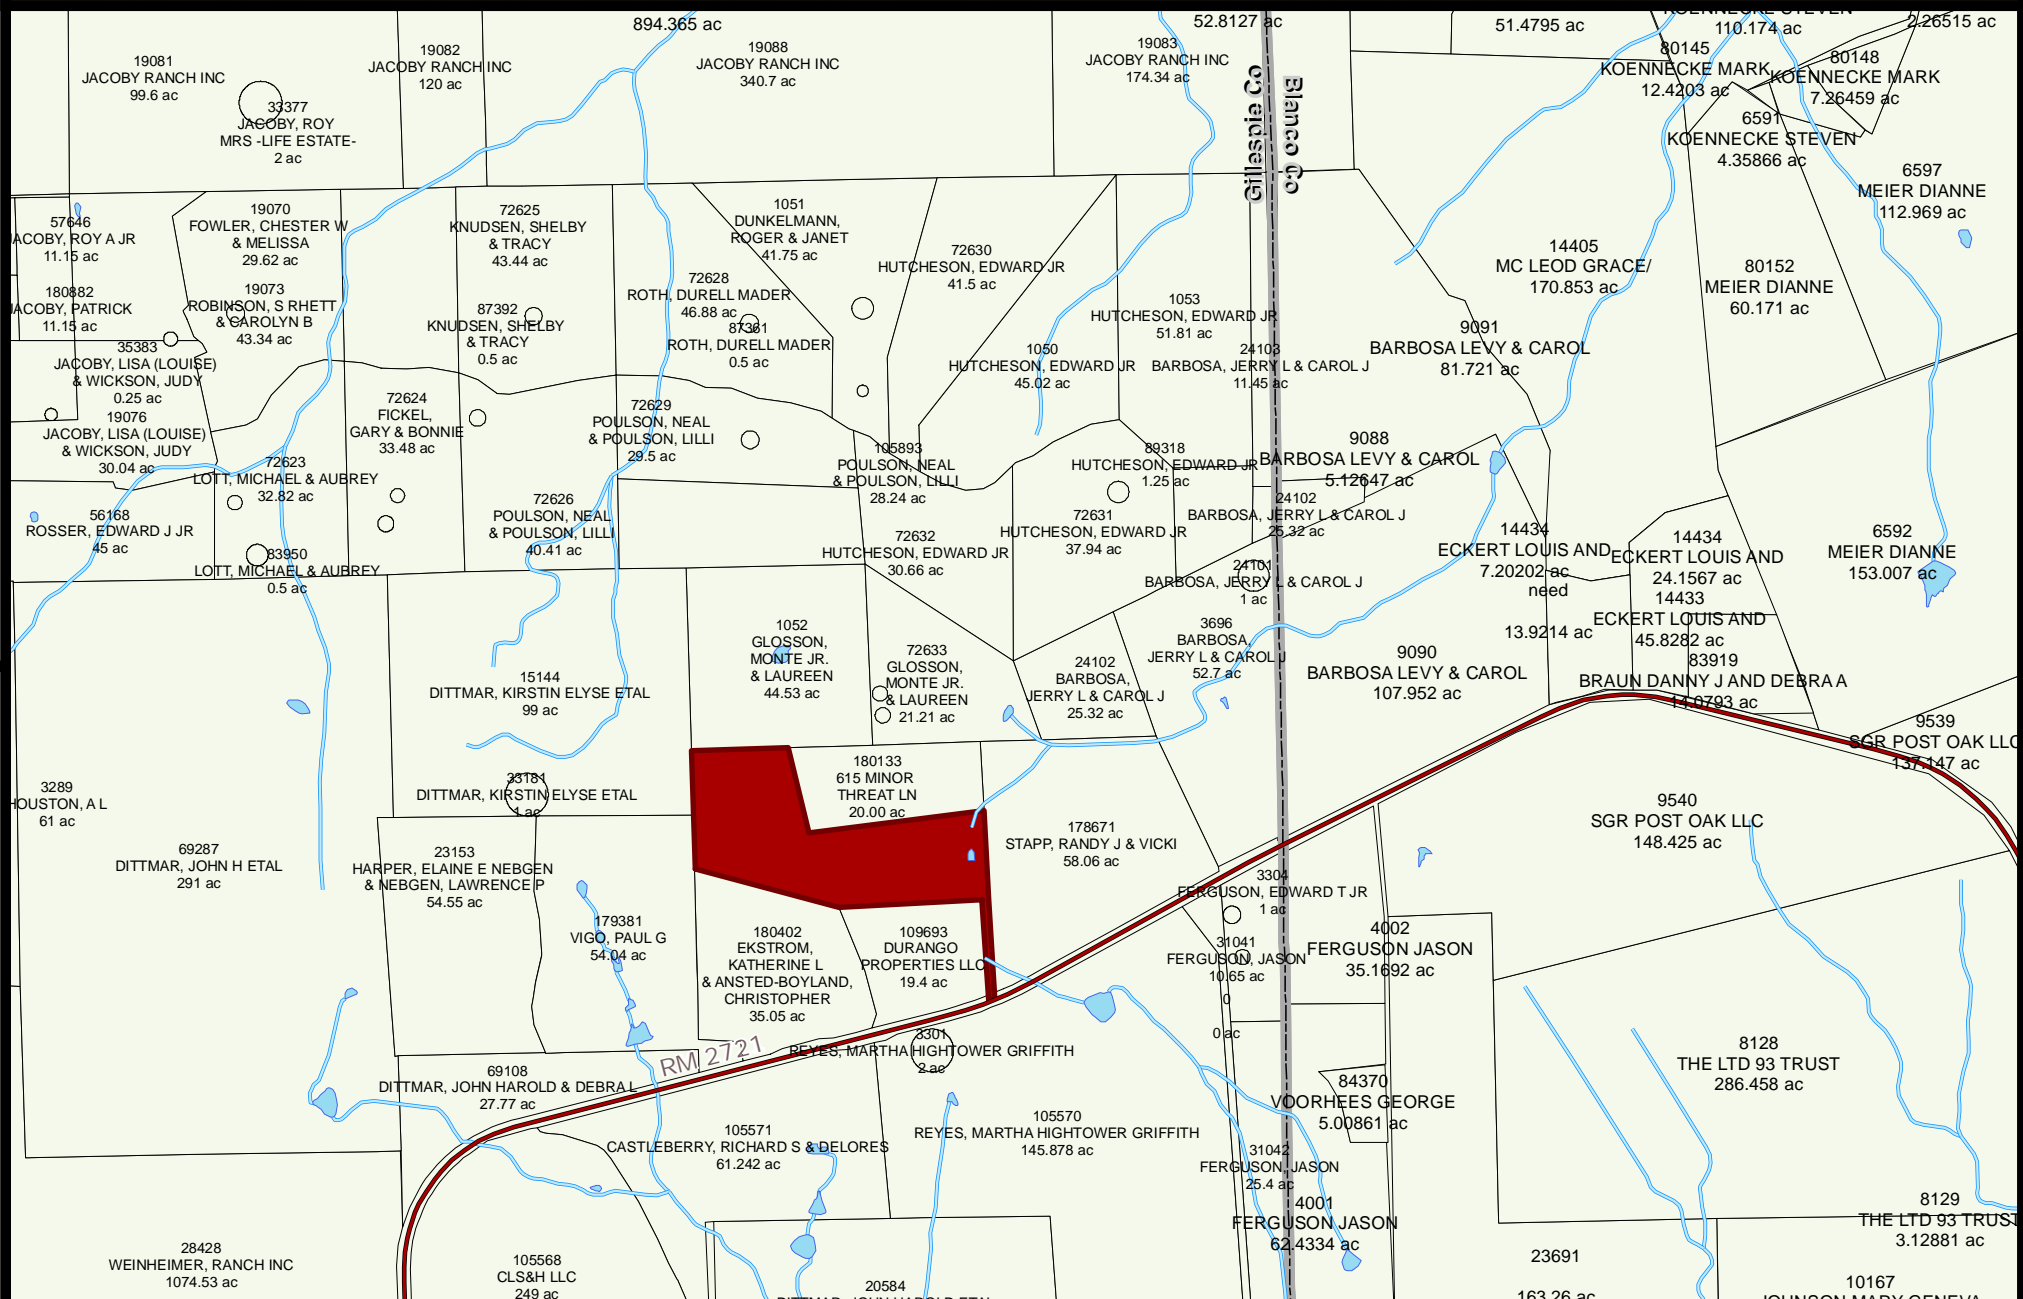 894.365 ac
52.8127 ac
51.4795 ac
KOENNECKE STEVEN
110.174 ac
2.26515 ac
19081
JACOBY RANCH INC
99.6 ac
19082
JACOBY RANCH INC
120 ac
19088
JACOBY RANCH INC
340.7 ac
19083
JACOBY RANCH INC
174.34 ac
Gillespie Co
Blanco Co
80145
KOENNECKE MARK
12.4203 ac
80148
KOENNECKE MARK
7.26459 ac
33377
JACOBY, ROY
MRS -LIFE ESTATE-
2 ac
6591
KOENNECKE STEVEN
4.35866 ac
6597
MEIER DIANNE
112.969 ac
57646
JACOBY, ROY A JR
11.15 ac
19070
FOWLER, CHESTER W
& MELISSA
29.62 ac
72625
KNUDSEN, SHELBY
& TRACY
43.44 ac
1051
DUNKELMANN,
ROGER & JANET
41.75 ac
72630
HUTCHESON, EDWARD JR
41.5 ac
14405
MC LEOD GRACE/
170.853 ac
80152
MEIER DIANNE
60.171 ac
180882
JACOBY, PATRICK
11.15 ac
19073
ROBINSON, S RHETT
& CAROLYN B
43.34 ac
87392
KNUDSEN, SHELBY
& TRACY
0.5 ac
72628
ROTH, DURELL MADER
46.88 ac
87361
ROTH, DURELL MADER
0.5 ac
1053
HUTCHESON, EDWARD JR
51.81 ac
9091
BARBOSA LEVY & CAROL
81.721 ac
35383
JACOBY, LISA (LOUISE)
& WICKSON, JUDY
0.25 ac
1050
HUTCHESON, EDWARD JR
45.02 ac
24103
BARBOSA, JERRY L & CAROL J
11.45 ac
19076
JACOBY, LISA (LOUISE)
& WICKSON, JUDY
30.04 ac
72624
FICKEL,
GARY & BONNIE
33.48 ac
72629
POULSON, NEAL
& POULSON, LILLI
29.5 ac
105893
POULSON, NEAL
& POULSON, LILLI
28.24 ac
89318
HUTCHESON, EDWARD JR
1.25 ac
9088
BARBOSA LEVY & CAROL
5.12647 ac
72623
LOTT, MICHAEL & AUBREY
32.82 ac
56168
ROSSER, EDWARD J JR
45 ac
72626
POULSON, NEAL
& POULSON, LILLI
40.41 ac
72632
HUTCHESON, EDWARD JR
30.66 ac
72631
HUTCHESON, EDWARD JR
37.94 ac
24102
BARBOSA, JERRY L & CAROL J
25.32 ac
14434
ECKERT LOUIS AND
7.20202 ac
need
14434
ECKERT LOUIS AND
24.1567 ac
6592
MEIER DIANNE
153.007 ac
83950
LOTT, MICHAEL & AUBREY
0.5 ac
24101
BARBOSA, JERRY L & CAROL J
1 ac
14433
ECKERT LOUIS AND
45.8282 ac
13.9214 ac
1052
GLOSSON,
MONTE JR.
& LAUREEN
44.53 ac
72633
GLOSSON,
MONTE JR.
& LAUREEN
21.21 ac
3696
BARBOSA,
JERRY L & CAROL J
52.7 ac
24102
BARBOSA,
JERRY L & CAROL J
25.32 ac
9090
BARBOSA LEVY & CAROL
107.952 ac
83919
BRAUN DANNY J AND DEBRA A
14.0793 ac
15144
DITTMAR, KIRSTIN ELYSE ETAL
99 ac
9539
SGR POST OAK LLC
137.147 ac
3289
HOUSTON, A L
61 ac
33181
DITTMAR, KIRSTIN ELYSE ETAL
1 ac
180133
615 MINOR
THREAT LN
20.00 ac
9540
SGR POST OAK LLC
148.425 ac
69287
DITTMAR, JOHN H ETAL
291 ac
23153
HARPER, ELAINE E NEBGEN
& NEBGEN, LAWRENCE P
54.55 ac
178671
STAPP, RANDY J & VICKI
58.06 ac
3304
FERGUSON, EDWARD T JR
1 ac
179381
VIGO, PAUL G
54.04 ac
180402
EKSTROM,
KATHERINE L
& ANSTED-BOYLAND,
CHRISTOPHER
35.05 ac
109693
DURANGO
PROPERTIES LLC
19.4 ac
31041
FERGUSON, JASON
10.65 ac
0
0 ac
4002
FERGUSON JASON
35.1692 ac
RM 2721
3301
REYES, MARTHA HIGHTOWER GRIFFITH
2 ac
8128
THE LTD 93 TRUST
286.458 ac
69108
DITTMAR, JOHN HAROLD & DEBRA L
27.77 ac
84370
VOORHEES GEORGE
5.00861 ac
105571
CASTLEBERRY, RICHARD S & DELORES
61.242 ac
105570
REYES, MARTHA HIGHTOWER GRIFFITH
145.878 ac
31042
FERGUSON, JASON
25.4 ac
4001
FERGUSON JASON
62.4334 ac
8129
THE LTD 93 TRUST
3.12881 ac
28428
WEINHEIMER, RANCH INC
1074.53 ac
105568
CLS&H LLC
249 ac
20584
DITTMAR, JOHN HAROLD ETAL
23691
163.26 ac
10167
JOHNSON MARY GENEVA